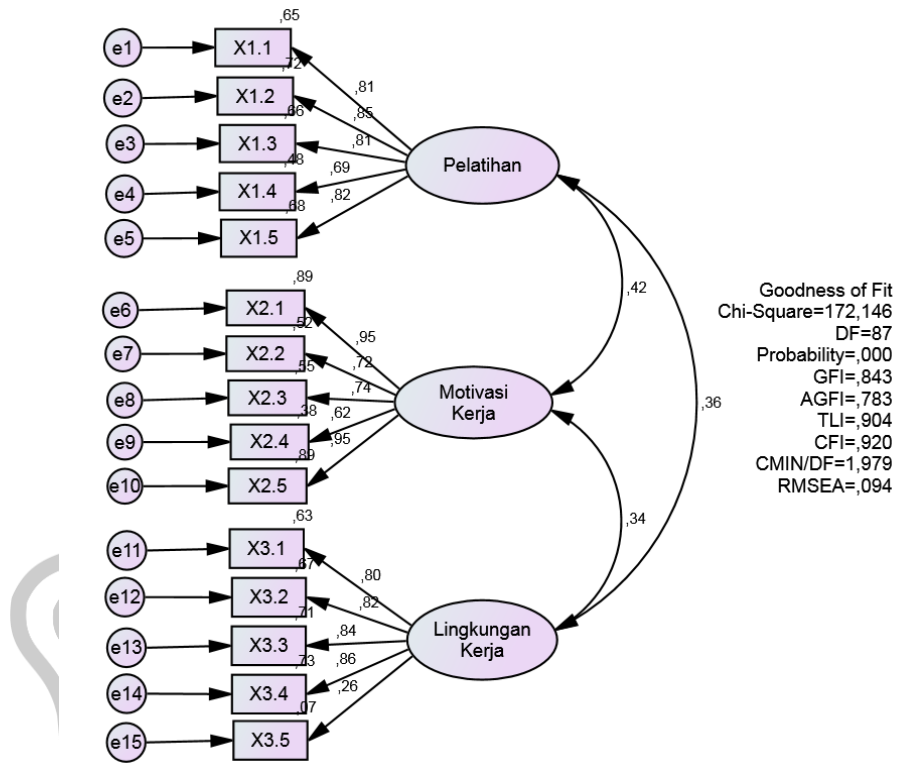 ,65
e1
X1.1
,72
,81
e2
X1.2
,66
,85
e3
X1.3
,48
,81
e4
X1.4
,68
,69
e5
X1.5
,82
Pelatihan
,42
,89
e6
X2.1
,52
,95
e7
X2.2
,55
,72
e8
X2.3
,38
,74
e9
X2.4
,89
,62
e10
X2.5
,95
Motivasi
Kerja
,36
,34
,63
e11
X3.1
,67
,80
e12
X3.2
,71
,82
e13
X3.3
,73
,84
e14
X3.4
,07
,86
e15
X3.5
,26
Lingkungan
Kerja
Goodness of Fit
Chi-Square=172,146
DF=87
Probability=,000
GFI=,843
AGFI=,783
TLI=,904
CFI=,920
CMIN/DF=1,979
RMSEA=,094